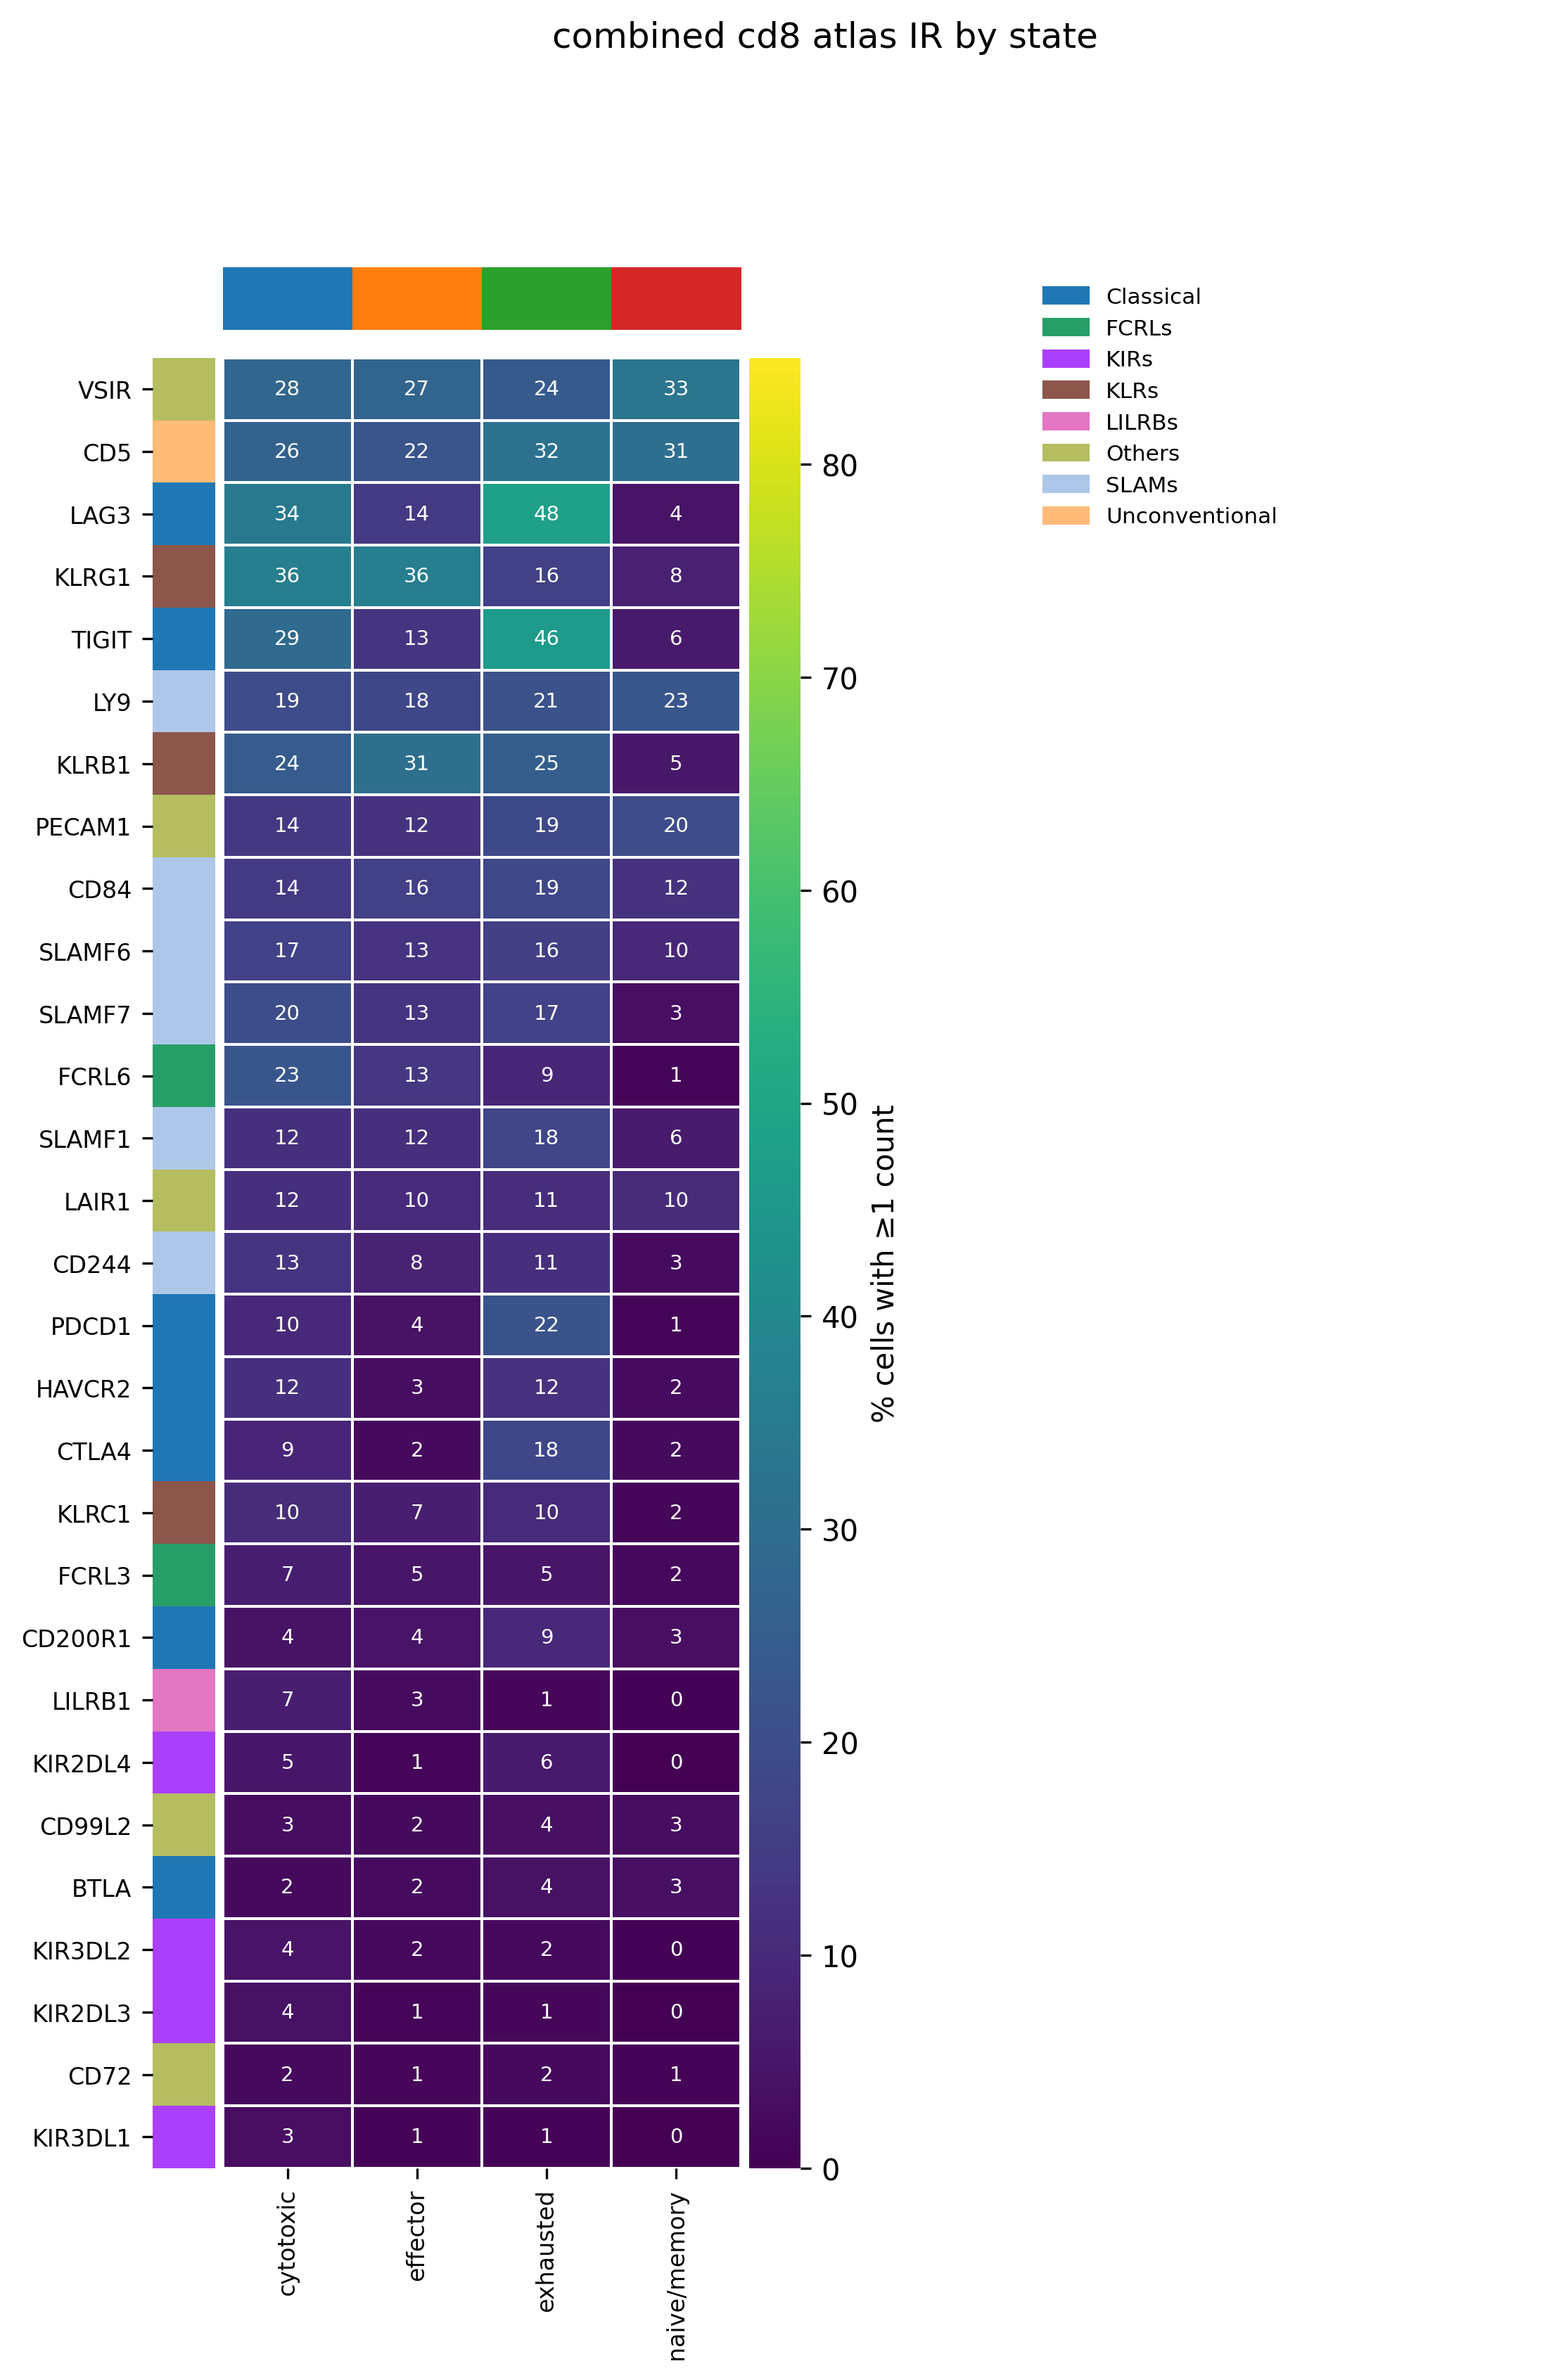 combined cd8 atlas IR by state
Classical
FCRLs
KIRs
KLRs
LILRBs
Others
SLAMs
Unconventional
VSIR 28 27 24 33
CD5 26 22 32 31
LAG3 34 14 48 4
KLRG1 36 36 16 8
TIGIT 29 13 46 6
LY9 19 18 21 23
KLRB1 24 31 25 5
PECAM1 14 12 19 20
CD84 14 16 19 12
SLAMF6 17 13 16 10
SLAMF7 20 13 17 3
FCRL6 23 13 9 1
SLAMF1 12 12 18 6
LAIR1 12 10 11 10
CD244 13 8 11 3
PDCD1 10 4 22 1
HAVCR2 12 3 12 2
CTLA4 9 2 18 2
KLRC1 10 7 10 2
FCRL3 7 5 5 2
CD200R1 4 4 9 3
LILRB1 7 3 1 0
KIR2DL4 5 1 6 0
CD99L2 3 2 4 3
BTLA 2 2 4 3
KIR3DL2 4 2 2 0
KIR2DL3 4 1 1 0
CD72 2 1 2 1
KIR3DL1 3 1 1 0
cytotoxic
effector
exhausted
naive/memory
80
70
60
50
40
30
20
10
0
% cells with ≥1 count